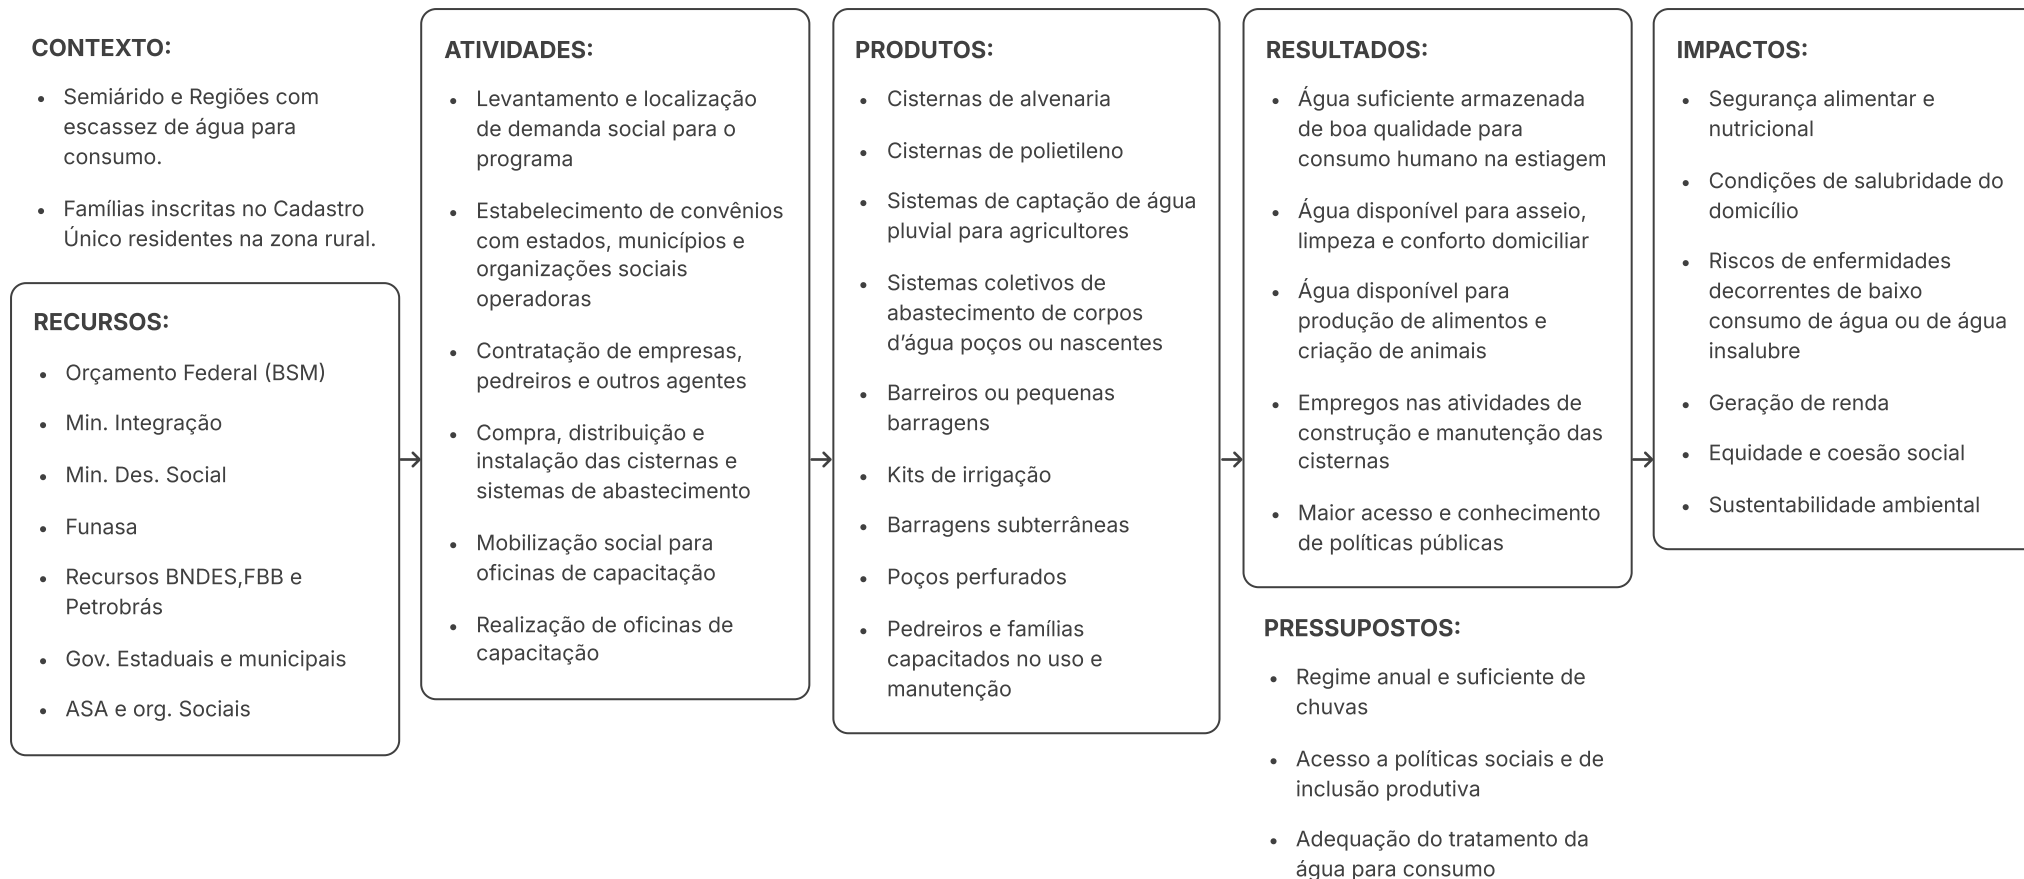 CONTEXTO:
• Semiárido e Regiões com
escassez de água para
consumo.
• Famílias inscritas no Cadastro
Único residentes na zona rural.
RECURSOS:
• Orçamento Federal (BSM)
• Min. Integração
• Min. Des. Social
• Funasa
• Recursos BNDES,FBB e
Petrobrás
• Gov. Estaduais e municipais
• ASA e org. Sociais
ATIVIDADES:
• Levantamento e localização
de demanda social para o
programa
• Estabelecimento de convênios
com estados, municípios e
organizações sociais
operadoras
• Contratação de empresas,
pedreiros e outros agentes
• Compra, distribuição e
instalação das cisternas e
sistemas de abastecimento
• Mobilização social para
oficinas de capacitação
• Realização de oficinas de
capacitação
PRODUTOS:
• Cisternas de alvenaria
• Cisternas de polietileno
• Sistemas de captação de água
pluvial para agricultores
• Sistemas coletivos de
abastecimento de corpos
d’água poços ou nascentes
• Barreiros ou pequenas
barragens
• Kits de irrigação
• Barragens subterrâneas
• Poços perfurados
• Pedreiros e famílias
capacitados no uso e
manutenção
RESULTADOS:
• Água suficiente armazenada
de boa qualidade para
consumo humano na estiagem
• Água disponível para asseio,
limpeza e conforto domiciliar
• Água disponível para
produção de alimentos e
criação de animais
• Empregos nas atividades de
construção e manutenção das
cisternas
• Maior acesso e conhecimento
de políticas públicas
PRESSUPOSTOS:
• Regime anual e suficiente de
chuvas
• Acesso a políticas sociais e de
inclusão produtiva
• Adequação do tratamento da
água para consumo
IMPACTOS:
• Segurança alimentar e
nutricional
• Condições de salubridade do
domicílio
• Riscos de enfermidades
decorrentes de baixo
consumo de água ou de água
insalubre
• Geração de renda
• Equidade e coesão social
• Sustentabilidade ambiental